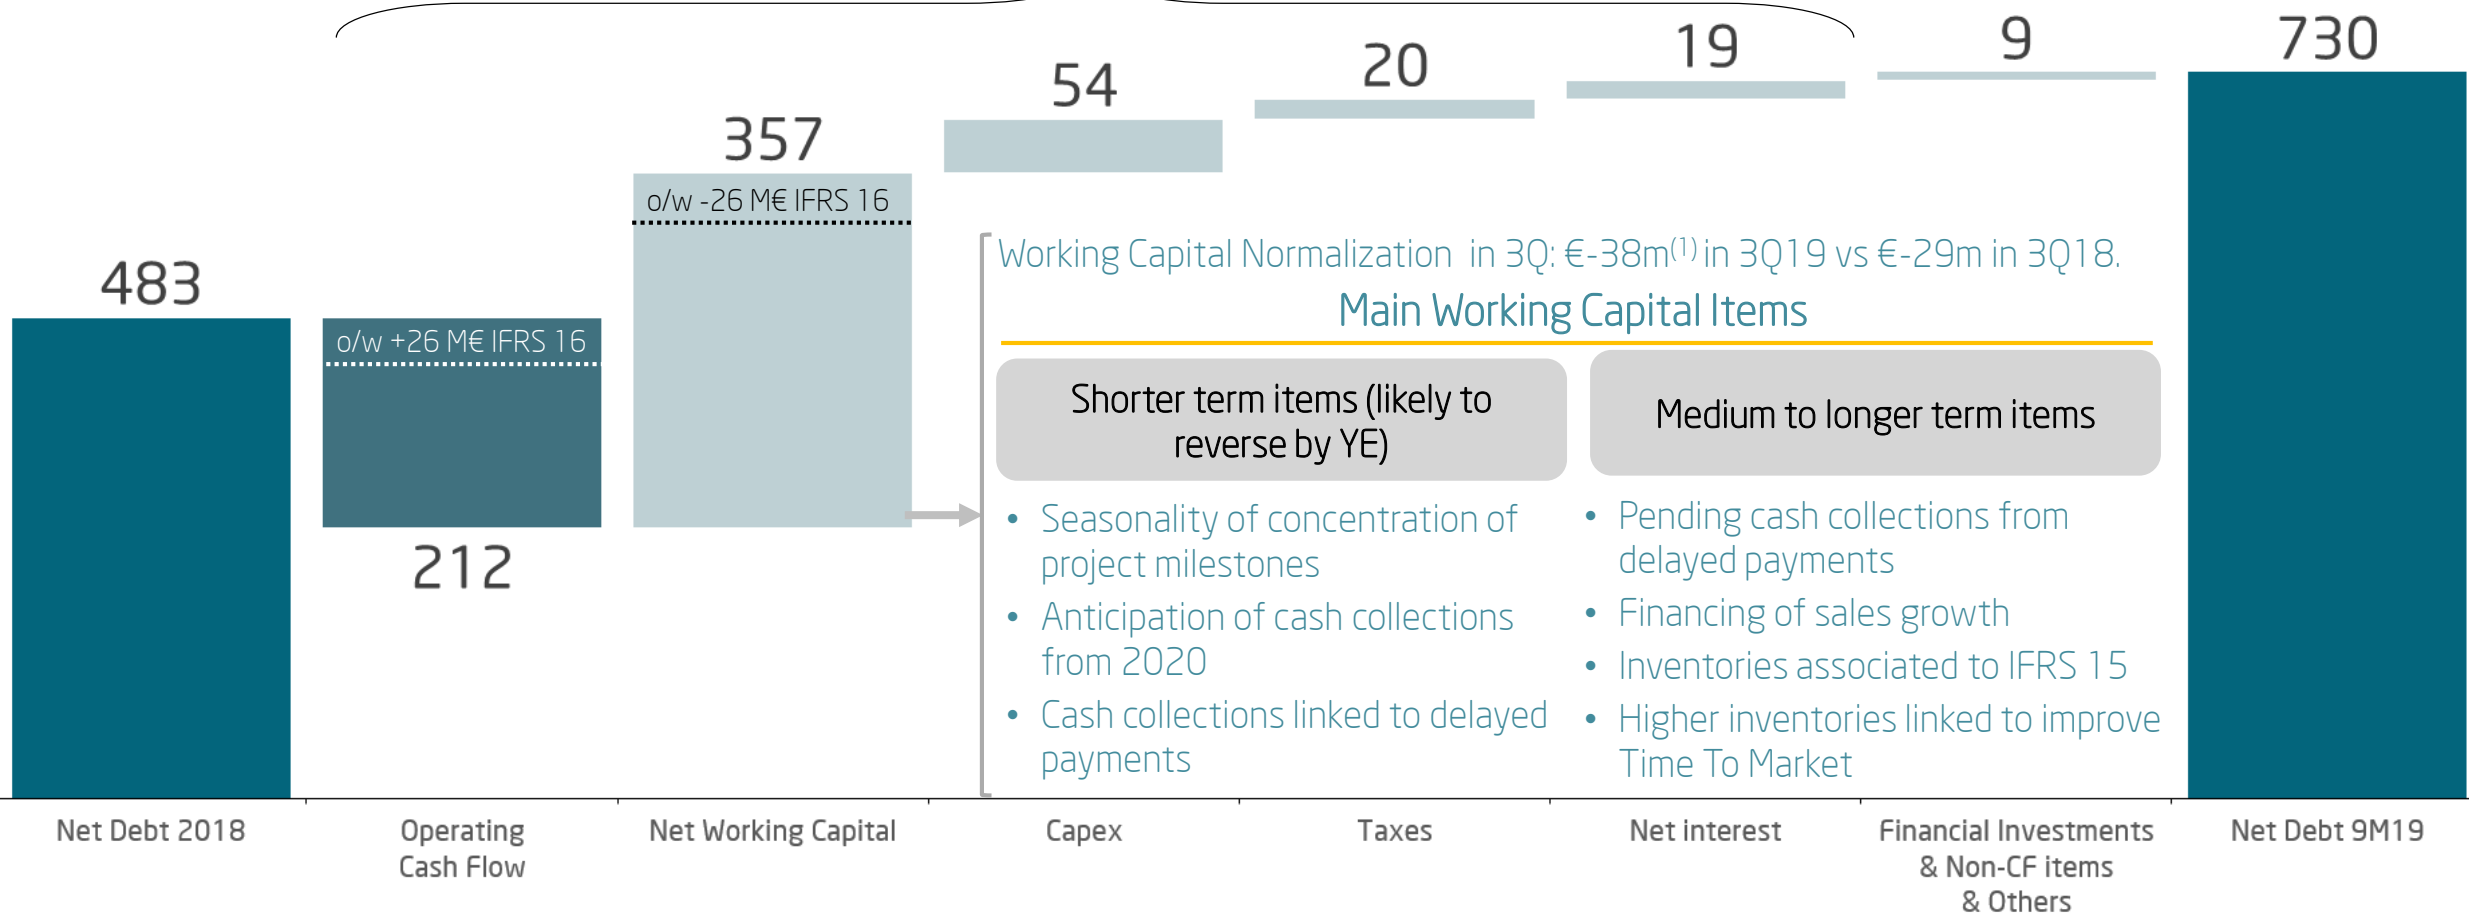 483
212
o/w +26 M€ IFRS 16
357
o/w -26 M€ IFRS 16
54
20
19
9
730
Working Capital Normalization in 3Q: €-38m(1) in 3Q19 vs €-29m in 3Q18.
Main Working Capital Items
Shorter term items (likely to
reverse by YE)
• Seasonality of concentration of
project milestones
• Anticipation of cash collections
from 2020
• Cash collections linked to delayed
payments
Medium to longer term items
• Pending cash collections from
delayed payments
• Financing of sales growth
• Inventories associated to IFRS 15
• Higher inventories linked to improve
Time To Market
Net Debt 2018
Operating
Cash Flow
Net Working Capital
Capex
Taxes
Net interest
Financial Investments
& Non-CF items
& Others
Net Debt 9M19